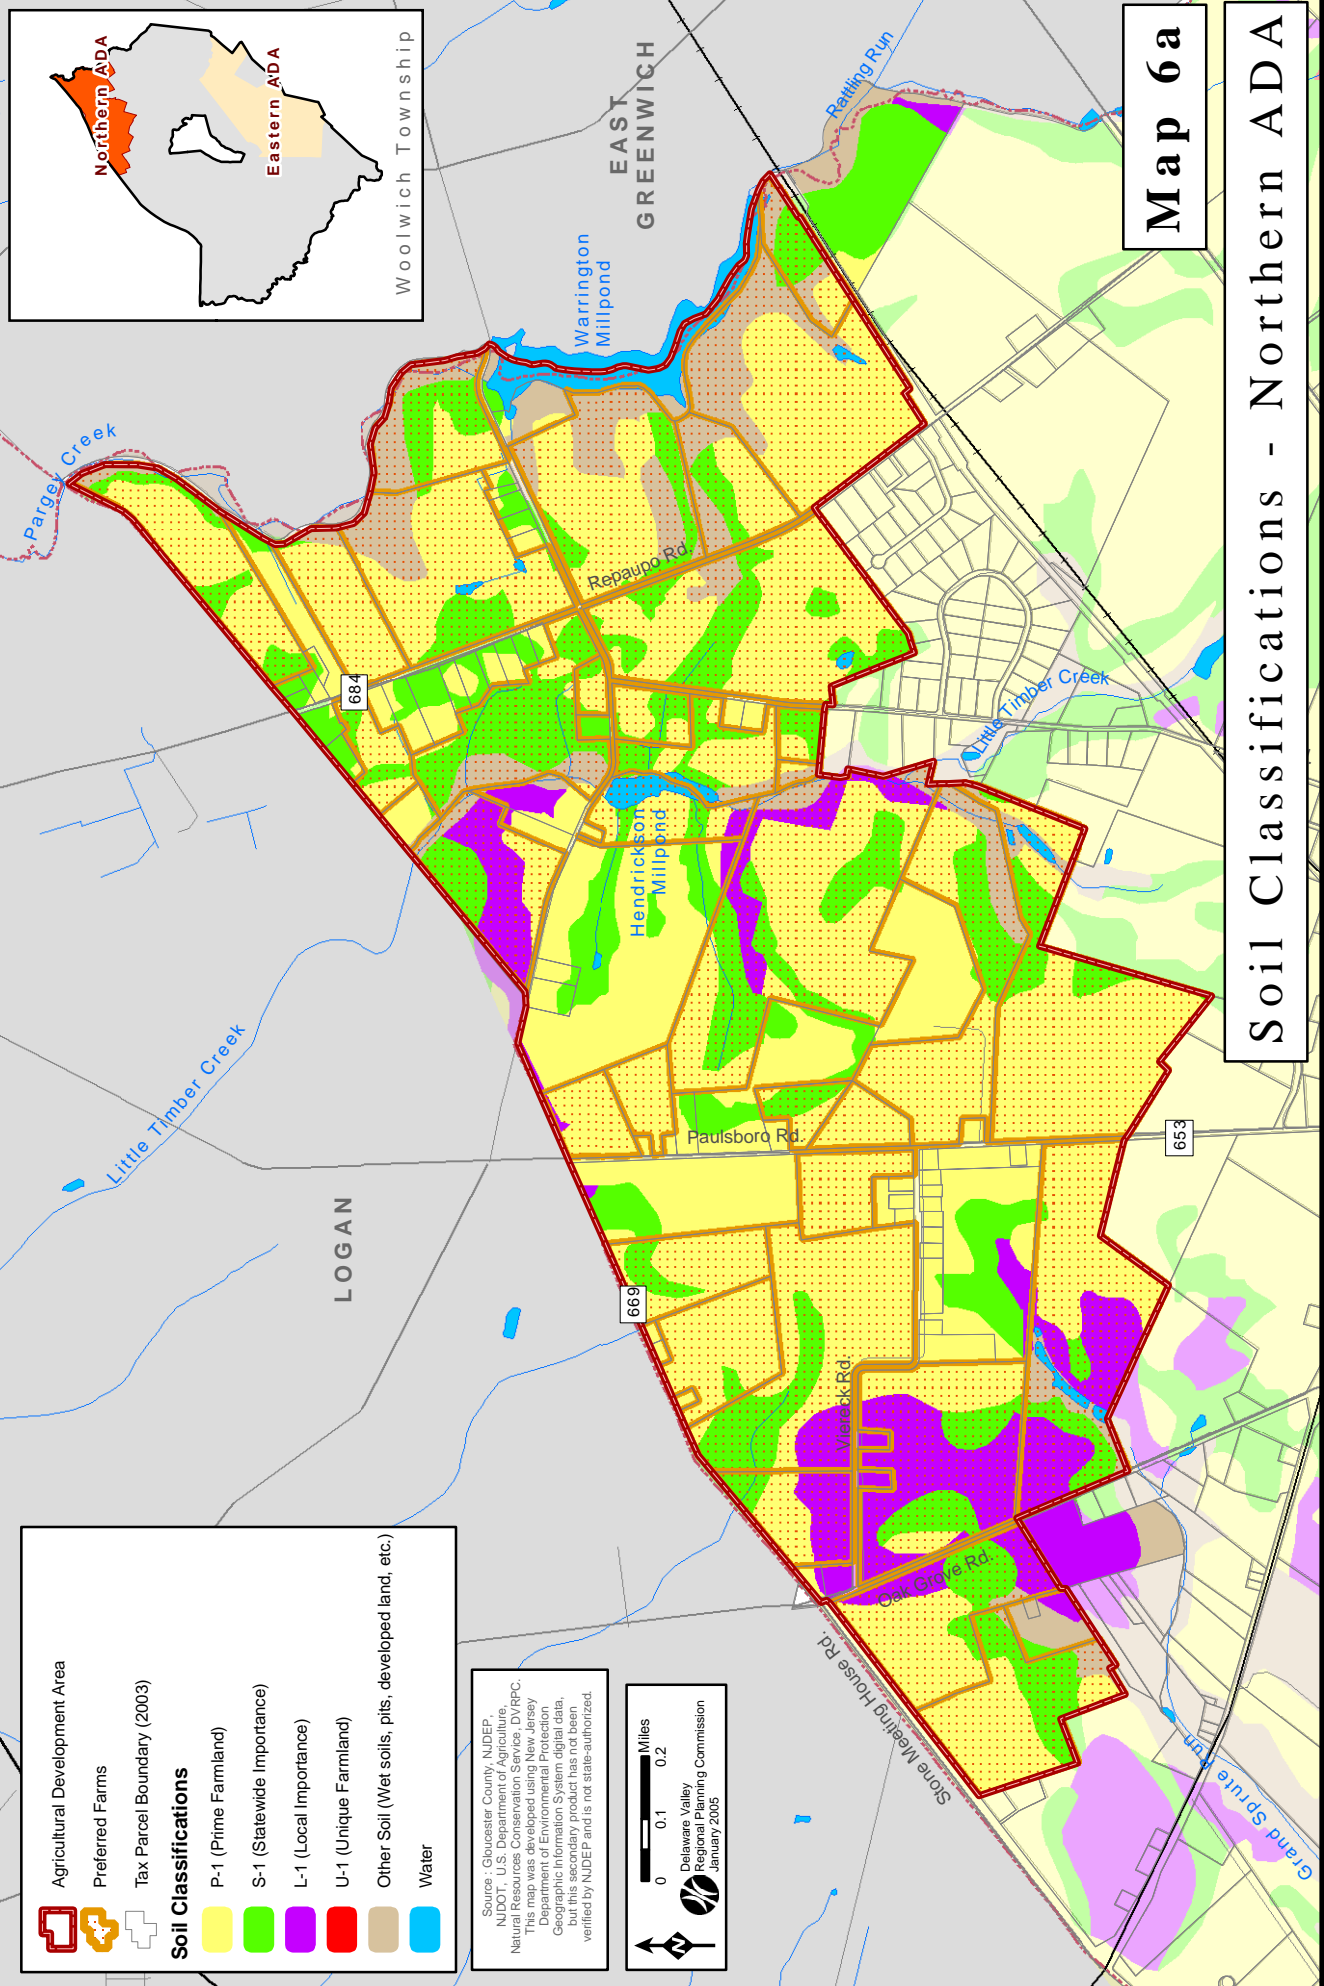 Map 6a
Soil Classifications - Northern ADA
Northern ADA
Eastern ADA
Woolwich Township
EAST
GREENWICH
LOGAN
Pargey Creek
Rattling Run
Warrington
Millpond
Repaupo Rd.
684
Little Timber Creek
Hendrickson
Millpond
Little Timber Creek
Paulsboro Rd.
653
669
Viereck Rd.
Oak Grove Rd.
Stone Meeting House Rd.
Grand Sprute Run
Agricultural Development Area
Preferred Farms
Tax Parcel Boundary (2003)
Soil Classifications
P-1 (Prime Farmland)
S-1 (Statewide Importance)
L-1 (Local Importance)
U-1 (Unique Farmland)
Other Soil (Wet soils, pits, developed land, etc.)
Water
Source : Gloucester County, NJDEP,
NJDOT, U.S. Department of Agriculture,
Natural Resources Conservation Service, DVRPC.
This map was developed using New Jersey
Department of Environmental Protection
Geographic Information System digital data,
but this secondary product has not been
verified by NJDEP and is not state-authorized.
Miles
0 0.1 0.2
N
Delaware Valley
Regional Planning Commission
January 2005